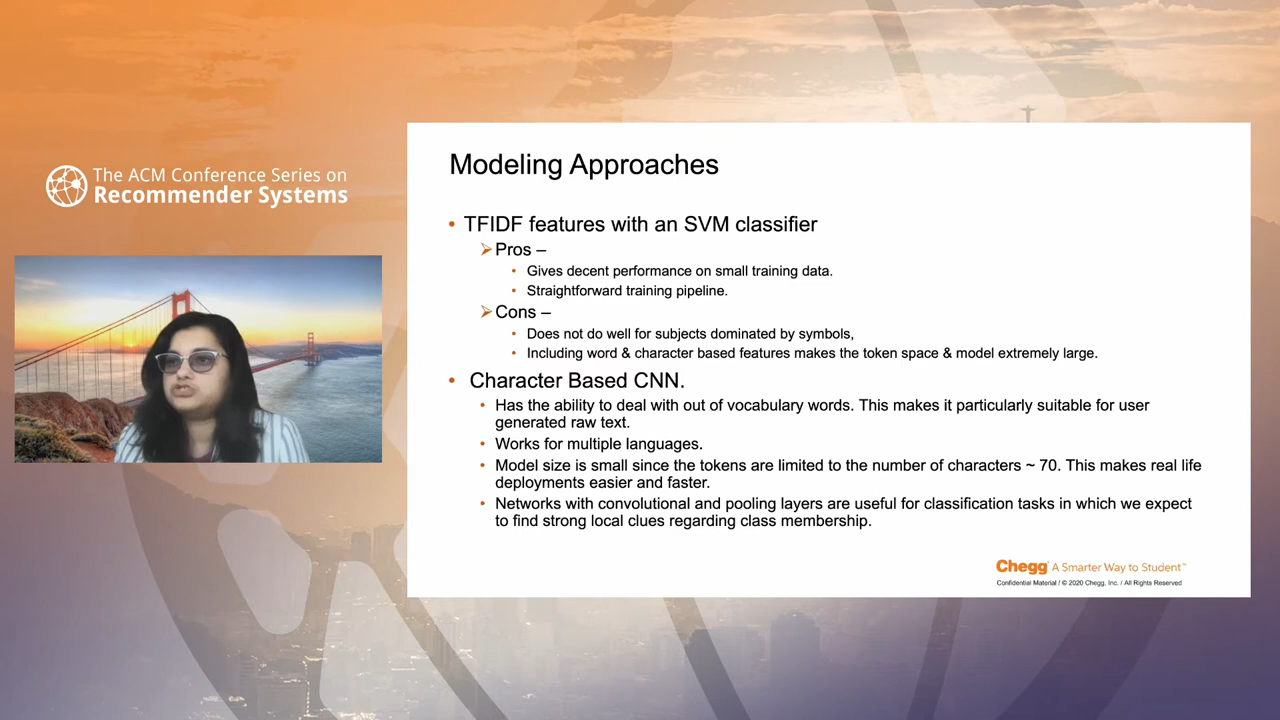 The ACM Conference Series on
Recommender Systems
Modeling Approaches
• TFIDF features with an SVM classifier
➢Pros –
• Gives decent performance on small training data.
• Straightforward training pipeline.
➢Cons –
• Does not do well for subjects dominated by symbols,
• Including word & character based features makes the token space & model extremely large.
• Character Based CNN.
• Has the ability to deal with out of vocabulary words. This makes it particularly suitable for user
generated raw text.
• Works for multiple languages.
• Model size is small since the tokens are limited to the number of characters ~ 70. This makes real life
deployments easier and faster.
• Networks with convolutional and pooling layers are useful for classification tasks in which we expect
to find strong local clues regarding class membership.
Chegg A Smarter Way to Student™
Confidential Material / © 2020 Chegg, Inc. / All Rights Reserved